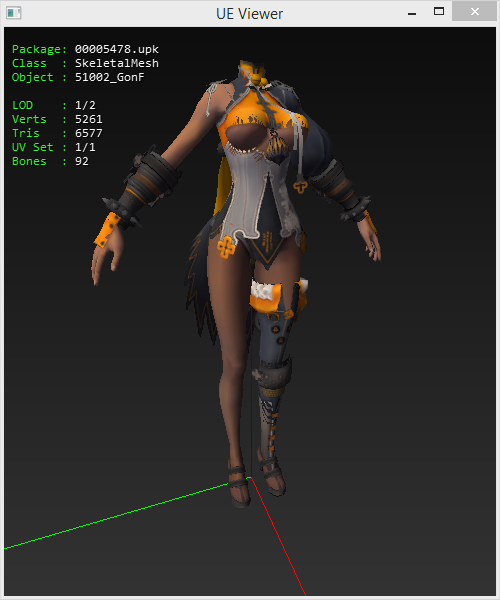 UE Viewer
Package: 00005478.upk
Class : SkeletalMesh
Object : 51002_GonF
LOD : 1/2
Verts : 5261
Tris : 6577
UV Set : 1/1
Bones : 92